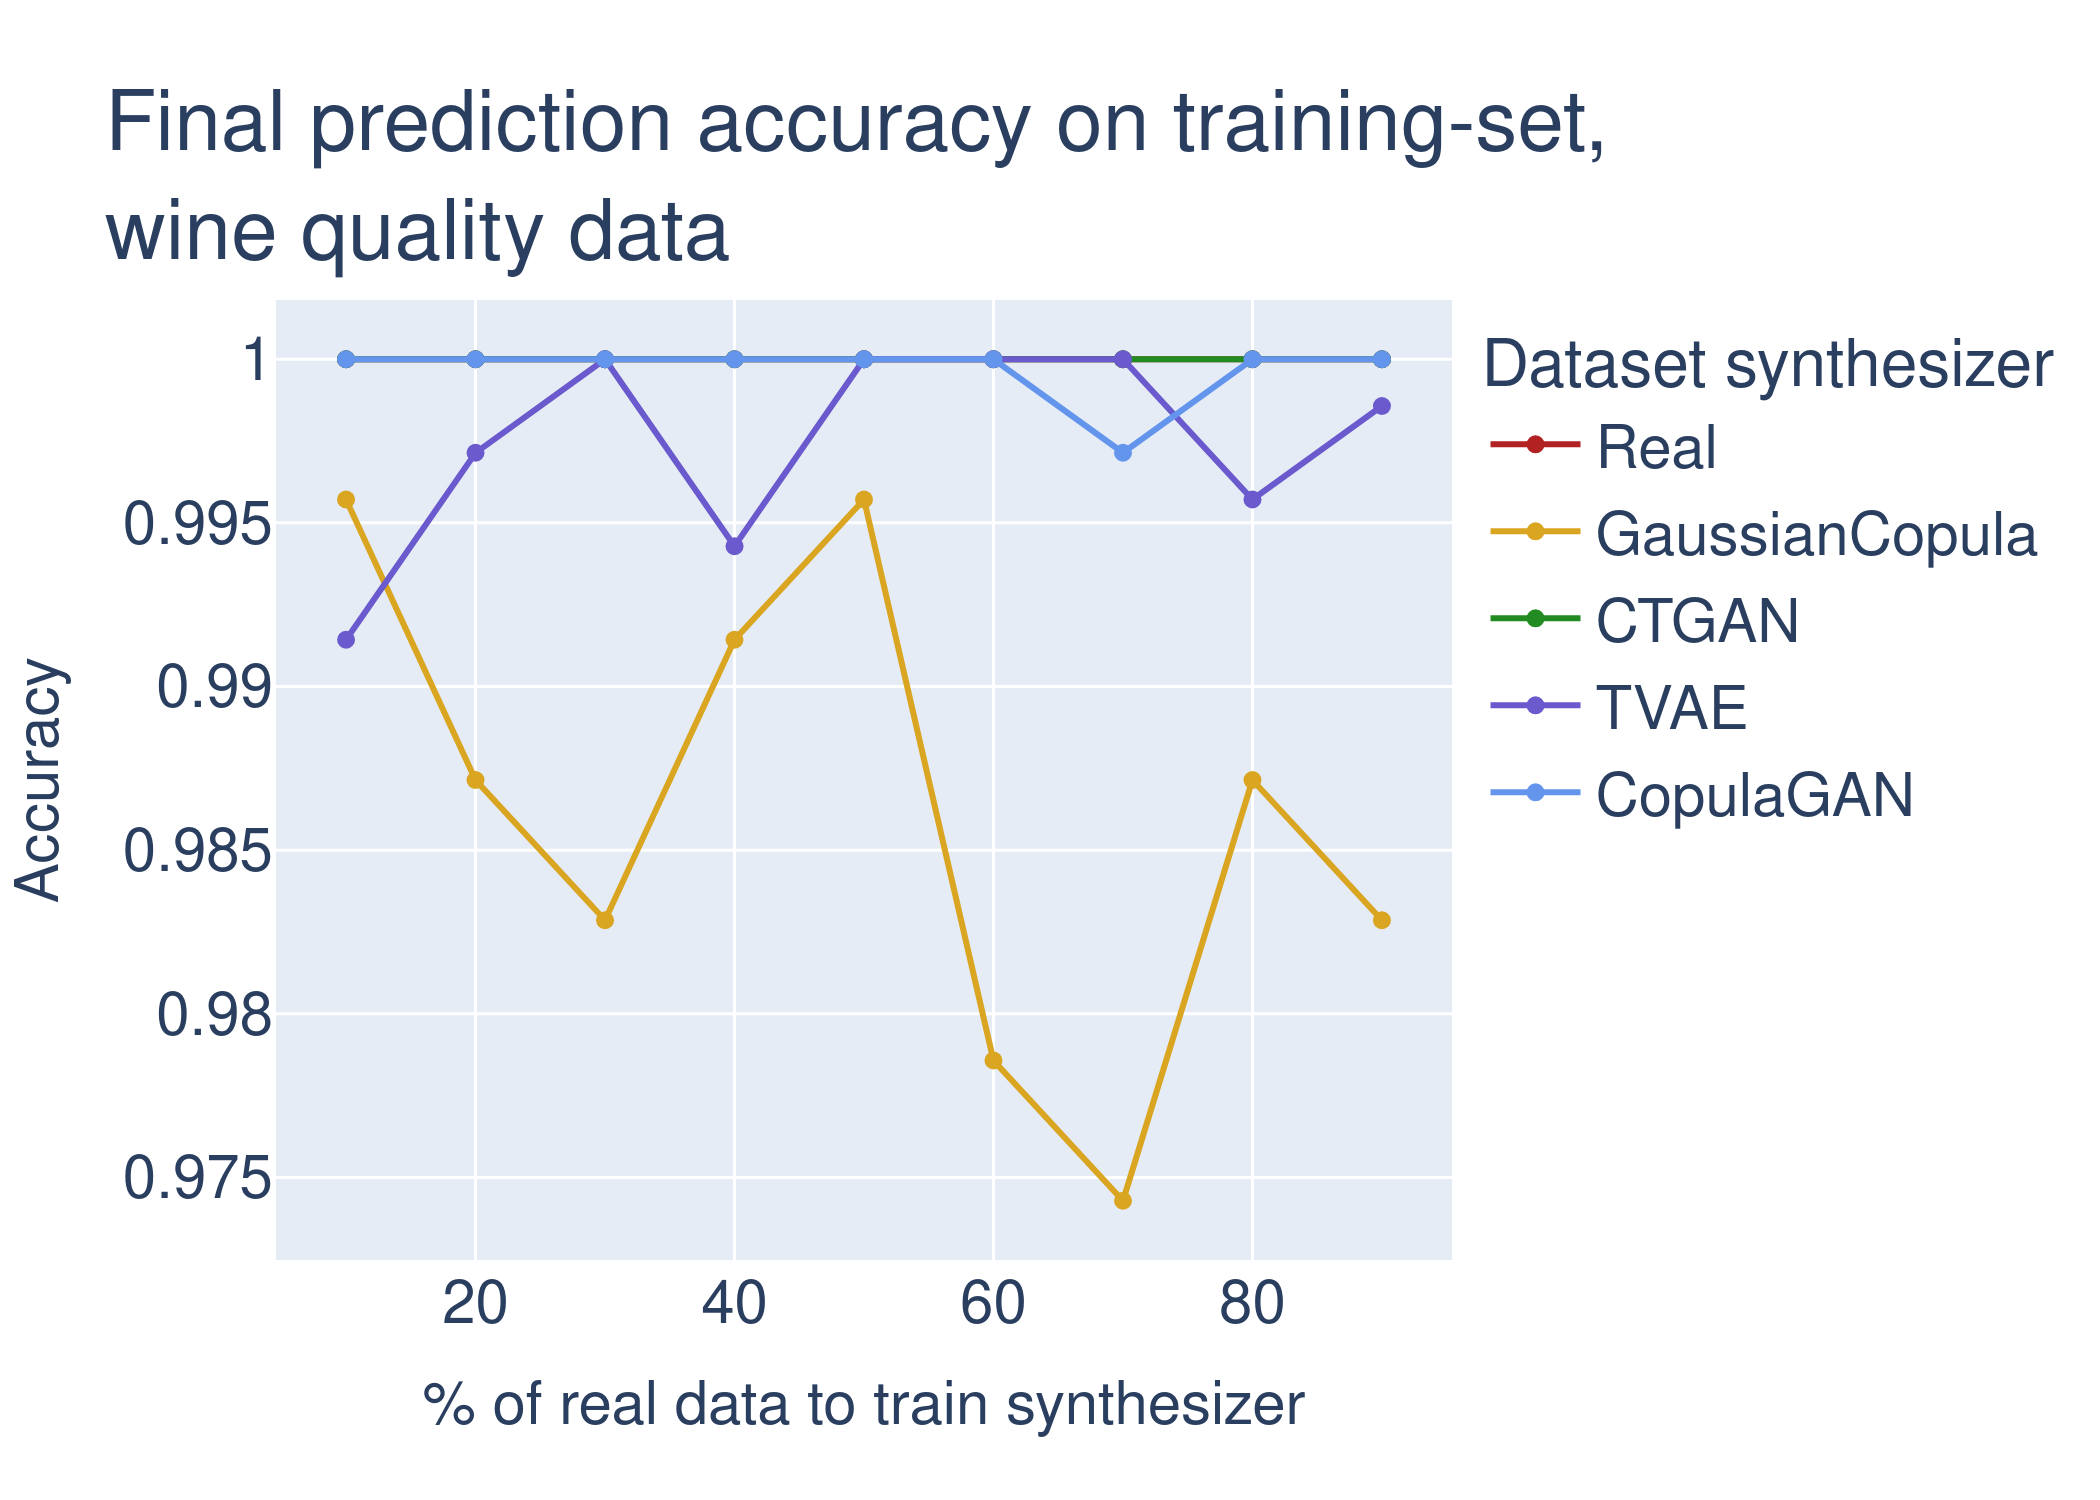 Final prediction accuracy on training-set,
wine quality data
Dataset synthesizer
Real
GaussianCopula
CTGAN
TVAE
CopulaGAN
Accuracy
1
0.995
0.99
0.985
0.98
0.975
20 40 60 80
% of real data to train synthesizer